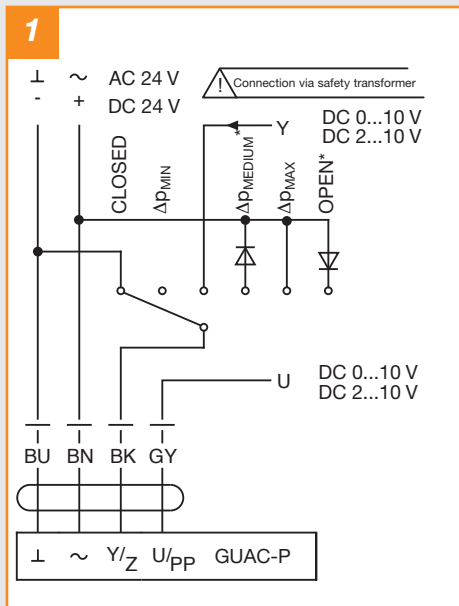 1
⊥ ~ AC 24 V
- + DC 24 V
! Connection via safety transformer
Y DC 0...10 V
DC 2...10 V
CLOSED
ΔpMIN
ΔpMEDIUM*
ΔpMAX
OPEN*
U DC 0...10 V
DC 2...10 V
BU BN BK GY
⊥ ~ Y/Z U/PP GUAC-P